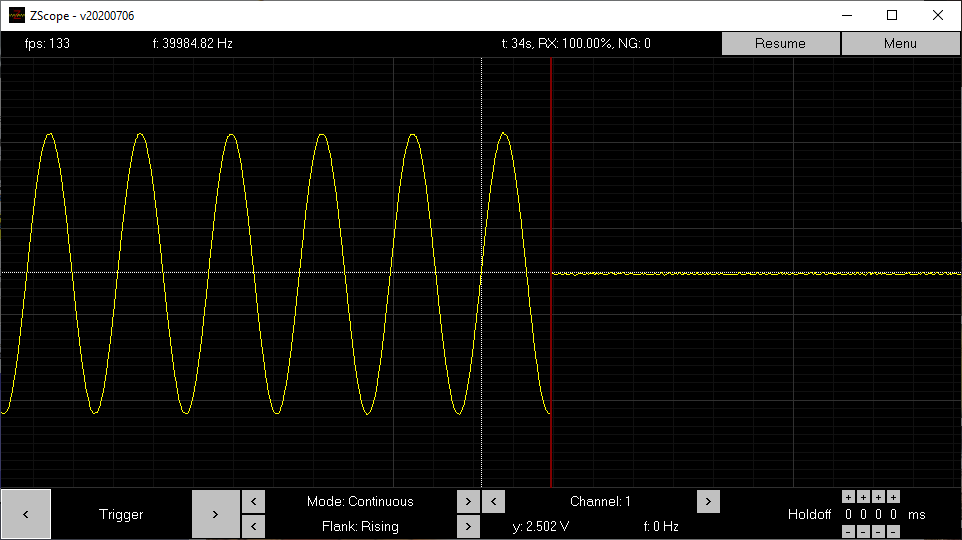 ZScope - v20200706
fps: 133 f: 39984.82 Hz t: 34s, RX: 100.00%, NG: 0 Resume Menu
< Trigger > < Mode: Continuous > < Channel: 1 >
< Flank: Rising > y: 2.502 V f: 0 Hz
+ + + +
Holdoff 0 0 0 0 ms
- - - -